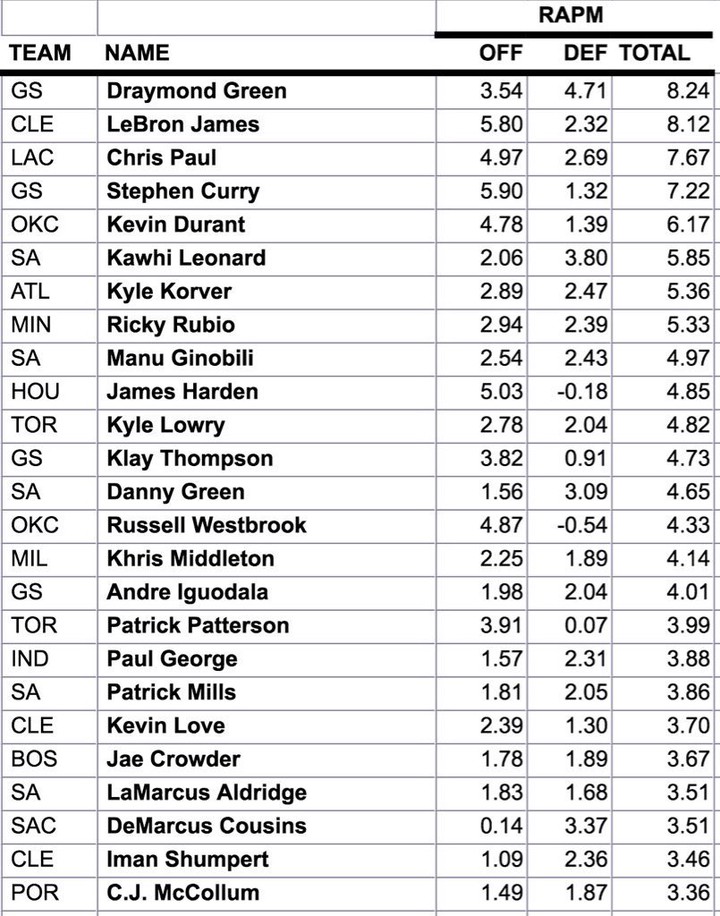 RAPM
TEAM NAME OFF DEF TOTAL
GS Draymond Green 3.54 4.71 8.24
CLE LeBron James 5.80 2.32 8.12
LAC Chris Paul 4.97 2.69 7.67
GS Stephen Curry 5.90 1.32 7.22
OKC Kevin Durant 4.78 1.39 6.17
SA Kawhi Leonard 2.06 3.80 5.85
ATL Kyle Korver 2.89 2.47 5.36
MIN Ricky Rubio 2.94 2.39 5.33
SA Manu Ginobili 2.54 2.43 4.97
HOU James Harden 5.03 -0.18 4.85
TOR Kyle Lowry 2.78 2.04 4.82
GS Klay Thompson 3.82 0.91 4.73
SA Danny Green 1.56 3.09 4.65
OKC Russell Westbrook 4.87 -0.54 4.33
MIL Khris Middleton 2.25 1.89 4.14
GS Andre Iguodala 1.98 2.04 4.01
TOR Patrick Patterson 3.91 0.07 3.99
IND Paul George 1.57 2.31 3.88
SA Patrick Mills 1.81 2.05 3.86
CLE Kevin Love 2.39 1.30 3.70
BOS Jae Crowder 1.78 1.89 3.67
SA LaMarcus Aldridge 1.83 1.68 3.51
SAC DeMarcus Cousins 0.14 3.37 3.51
CLE Iman Shumpert 1.09 2.36 3.46
POR C.J. McCollum 1.49 1.87 3.36